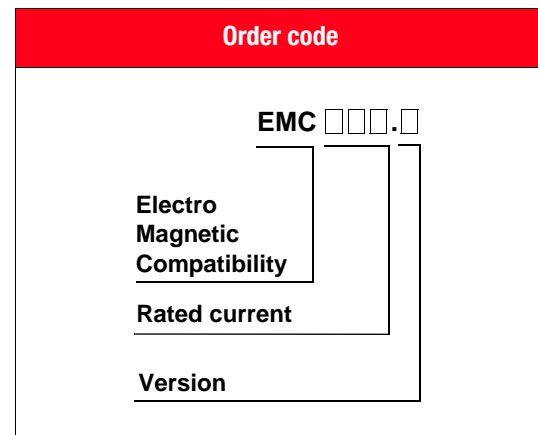 Order code
EMC □□□.□
Electro
Magnetic
Compatibility
Rated current
Version